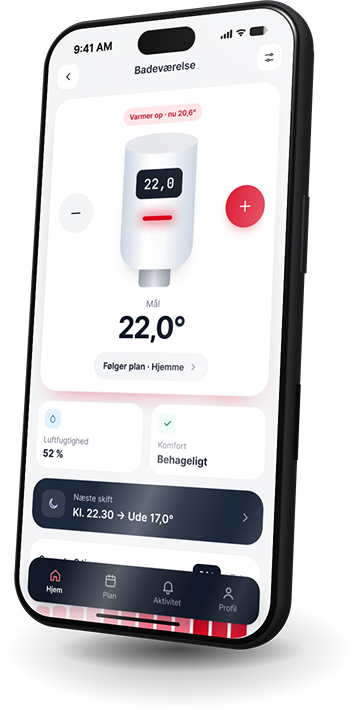 9:41 AM
Badeværelse
Varmer op · nu 20,6°
22,0
Mål
22,0°
Følger plan · Hjemme
Luftfugtighed
52 %
Komfort
Behageligt
Næste skift
Kl. 22.30 → Ude 17,0°
Hjem
Plan
Aktivitet
Profil